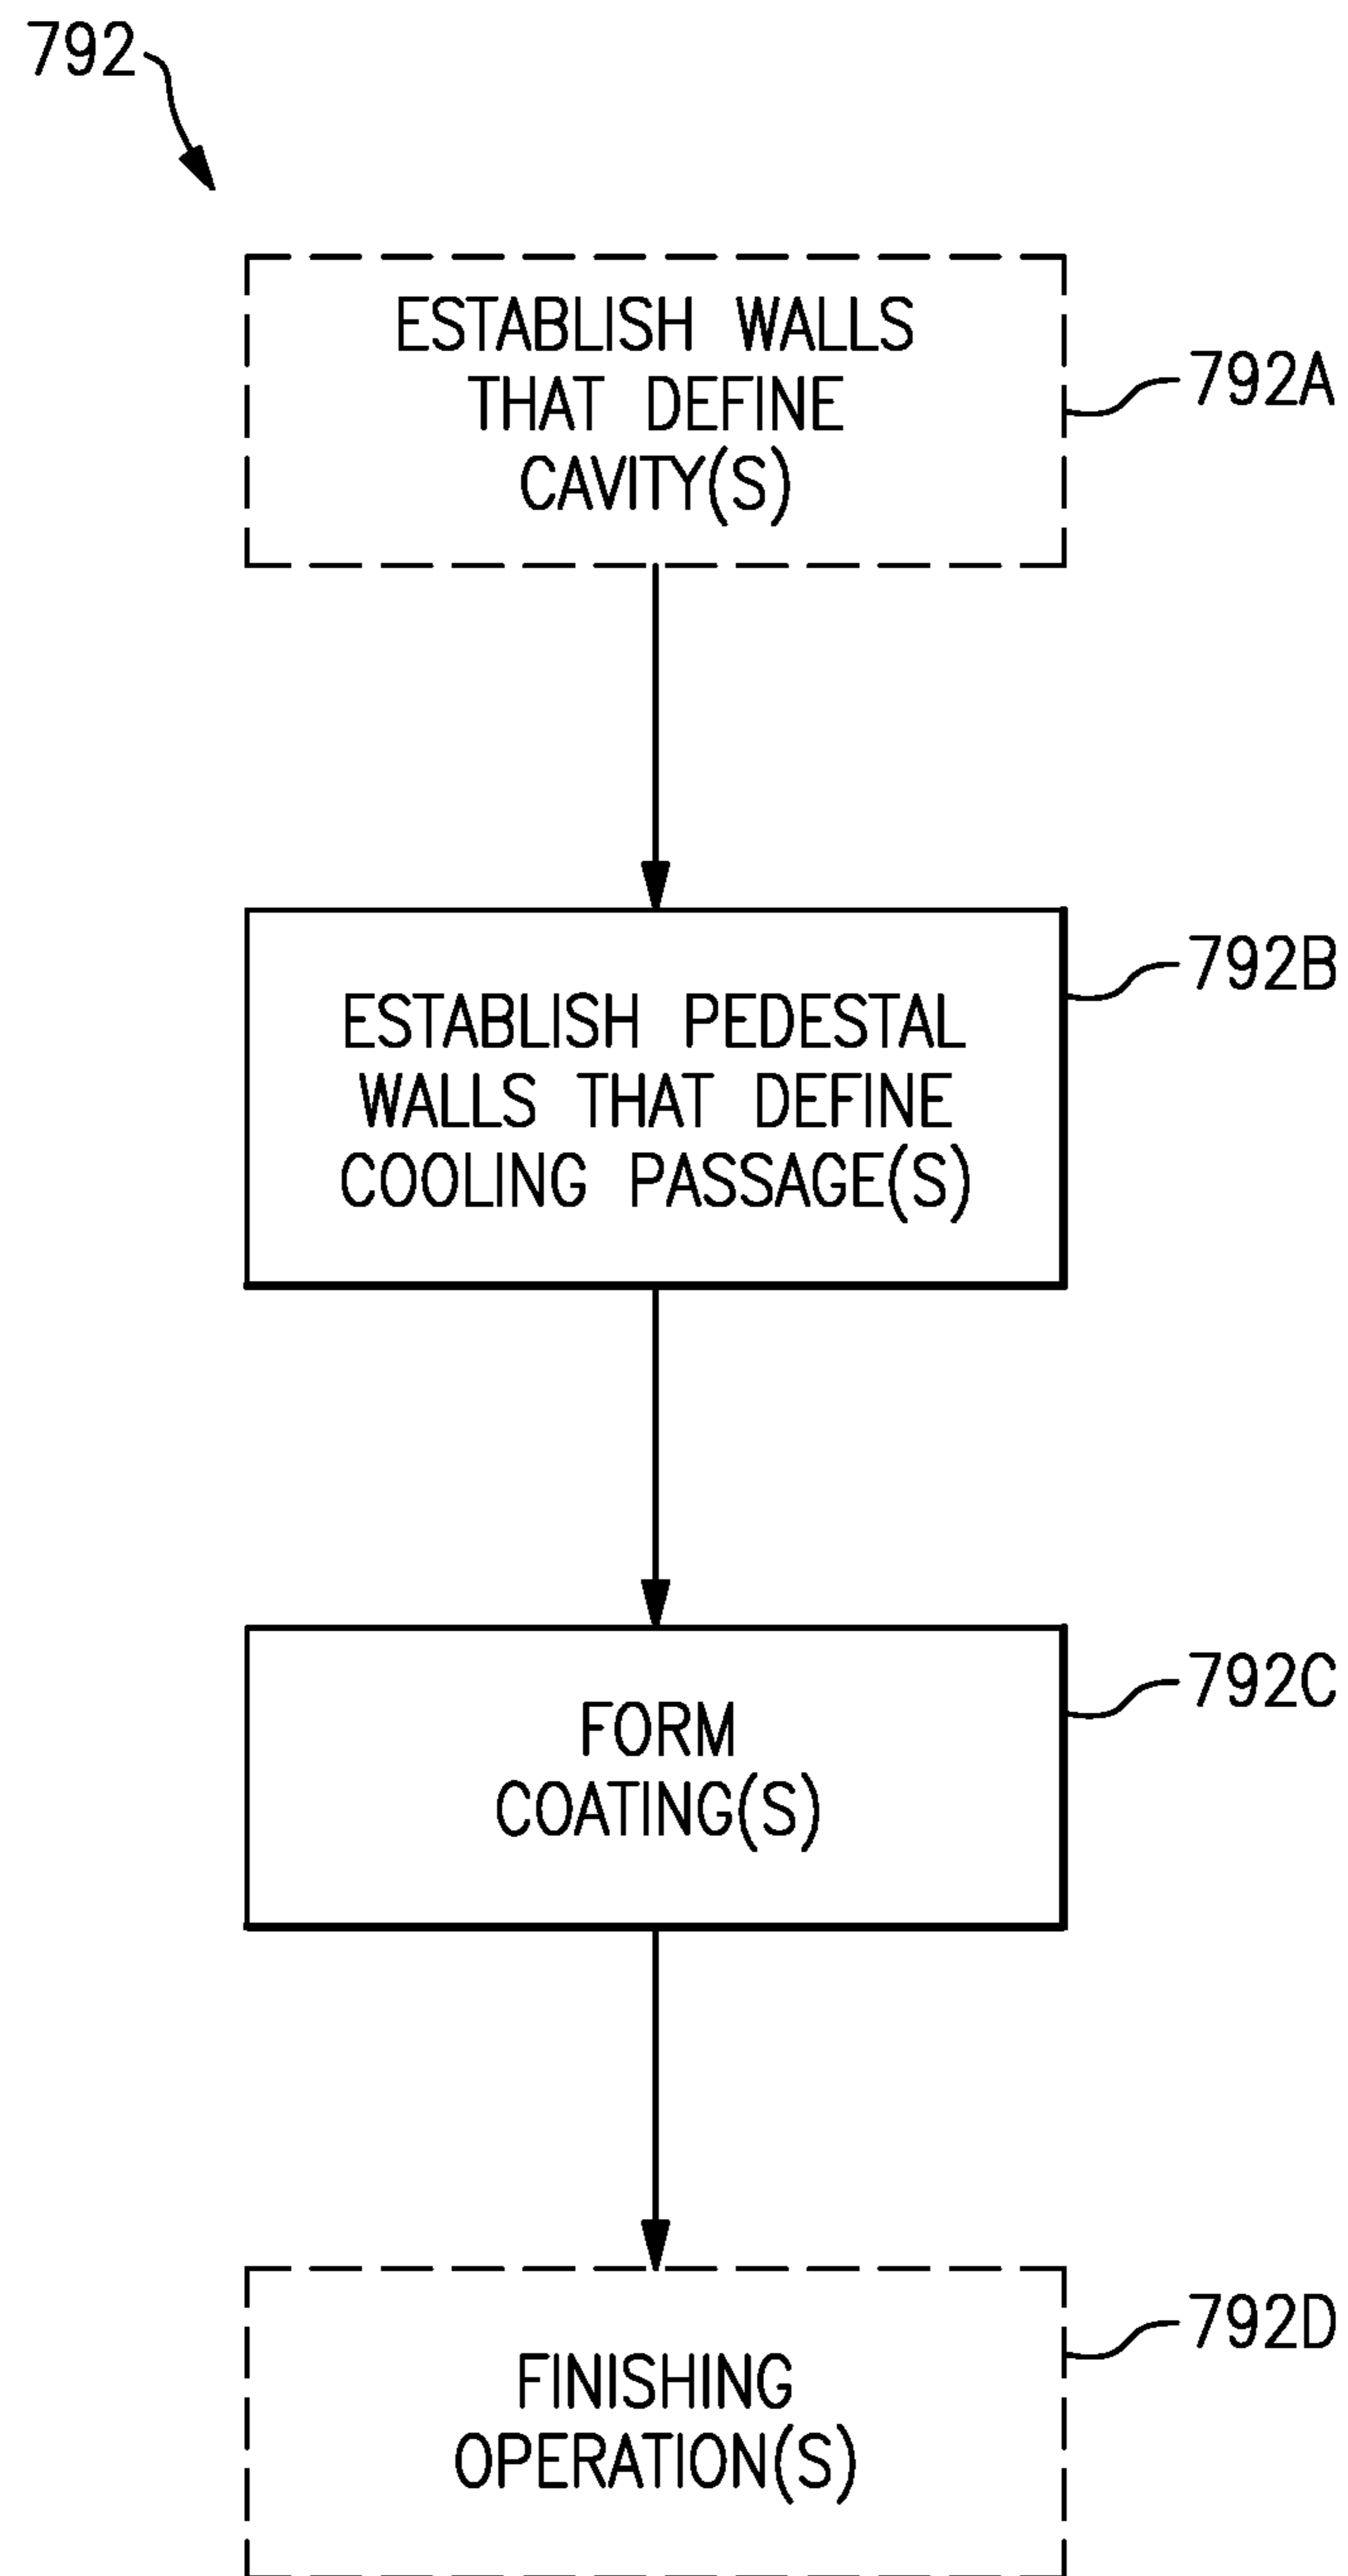 792
ESTABLISH WALLS
THAT DEFINE
CAVITY(S)
792A
ESTABLISH PEDESTAL
WALLS THAT DEFINE
COOLING PASSAGE(S)
792B
FORM
COATING(S)
792C
FINISHING
OPERATION(S)
792D